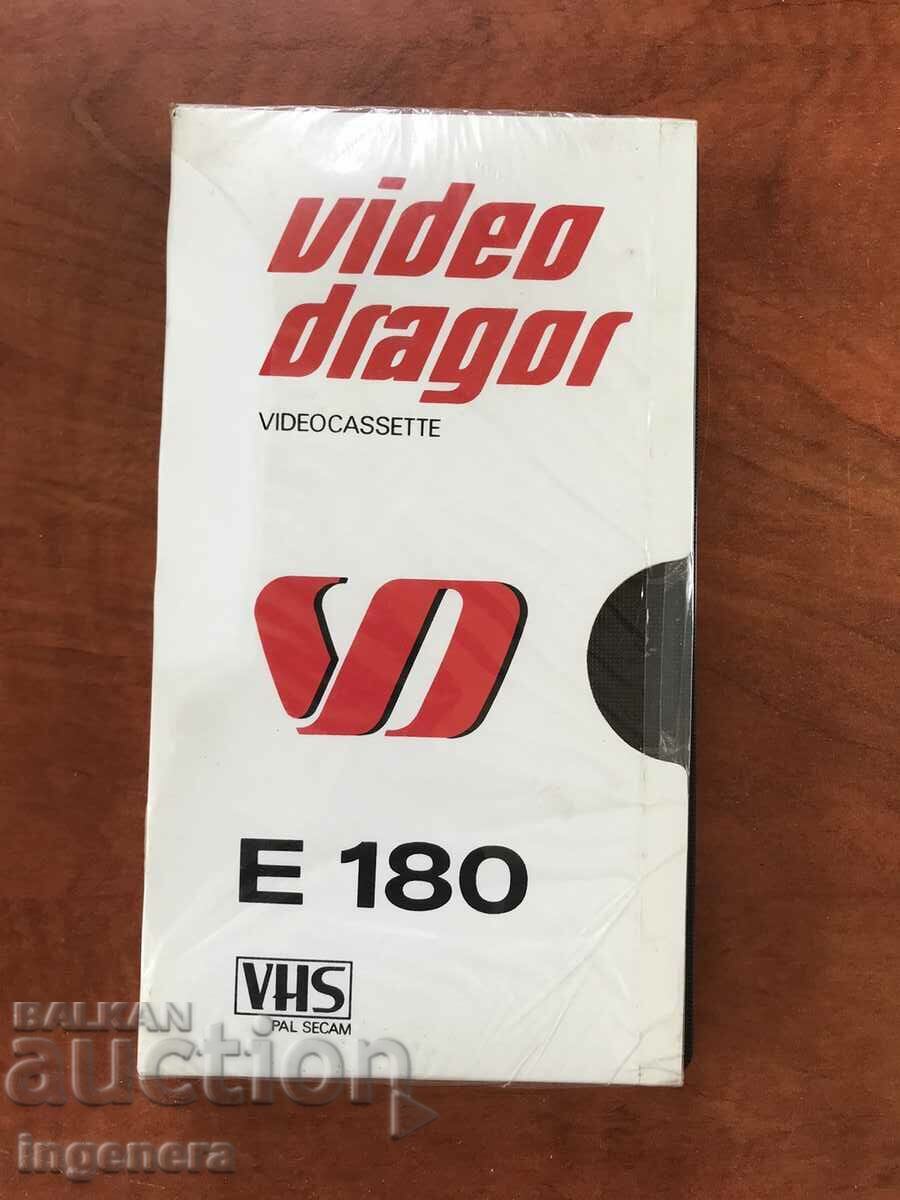 video
dragor
VIDEOCASSETTE
E 180
VHS
PAL SECAM
BALKAN
auction
ingenera